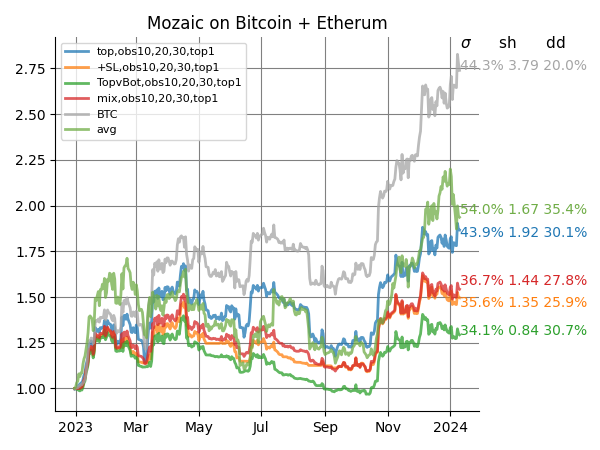 Mozaic on Bitcoin + Etherum
σ sh dd
top,obs10,20,30,top1
+SL,obs10,20,30,top1
TopvBot,obs10,20,30,top1
mix,obs10,20,30,top1
BTC
avg
44.3% 3.79 20.0%
54.0% 1.67 35.4%
43.9% 1.92 30.1%
36.7% 1.44 27.8%
35.6% 1.35 25.9%
34.1% 0.84 30.7%
2.75
2.50
2.25
2.00
1.75
1.50
1.25
1.00
2023 Mar May Jul Sep Nov 2024